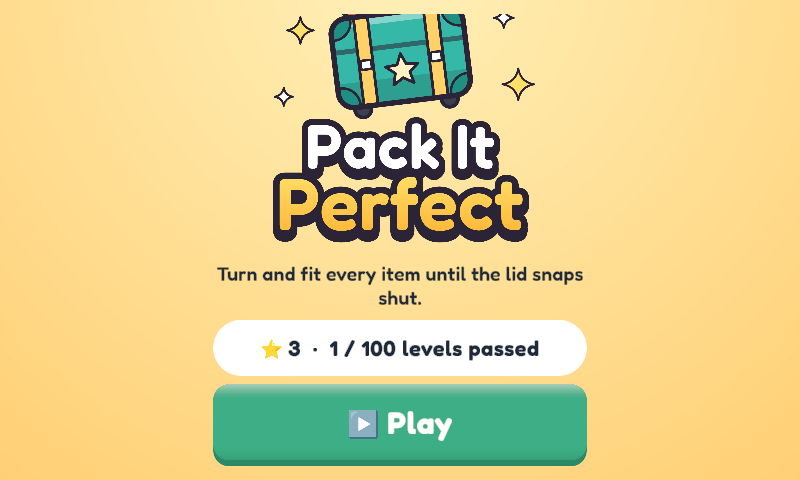 Pack It
Perfect
Turn and fit every item until the lid snaps
shut.
⭐ 3 · 1 / 100 levels passed
▶️ Play